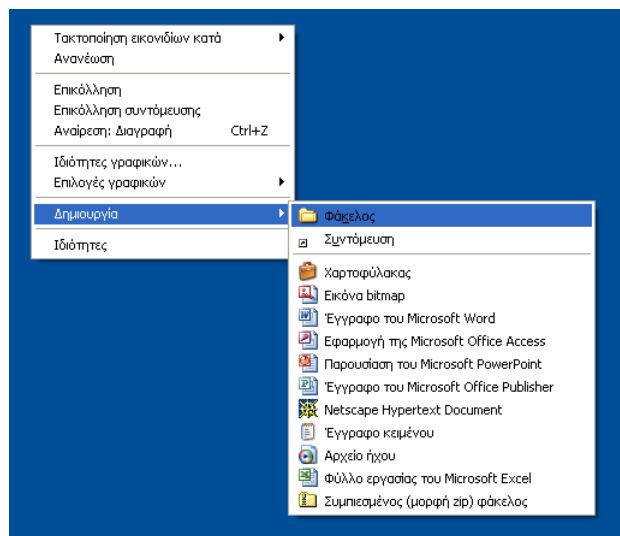 Τακτοποίηση εικονιδίων κατά
Ανανέωση
Επικόλληση
Επικόλληση συντόμευσης
Αναίρεση: Διαγραφή Ctrl+Z
Ιδιότητες γραφικών...
Επιλογές γραφικών
Δημιουργία
Ιδιότητες
Φάκελος
Συντόμευση
Χαρτοφύλακας
Εικόνα bitmap
Έγγραφο του Microsoft Word
Εφαρμογή της Microsoft Office Access
Παρουσίαση του Microsoft PowerPoint
Έγγραφο του Microsoft Office Publisher
Netscape Hypertext Document
Έγγραφο κειμένου
Αρχείο ήχου
Φύλλο εργασίας του Microsoft Excel
Συμπιεσμένος (μορφή zip) φάκελος